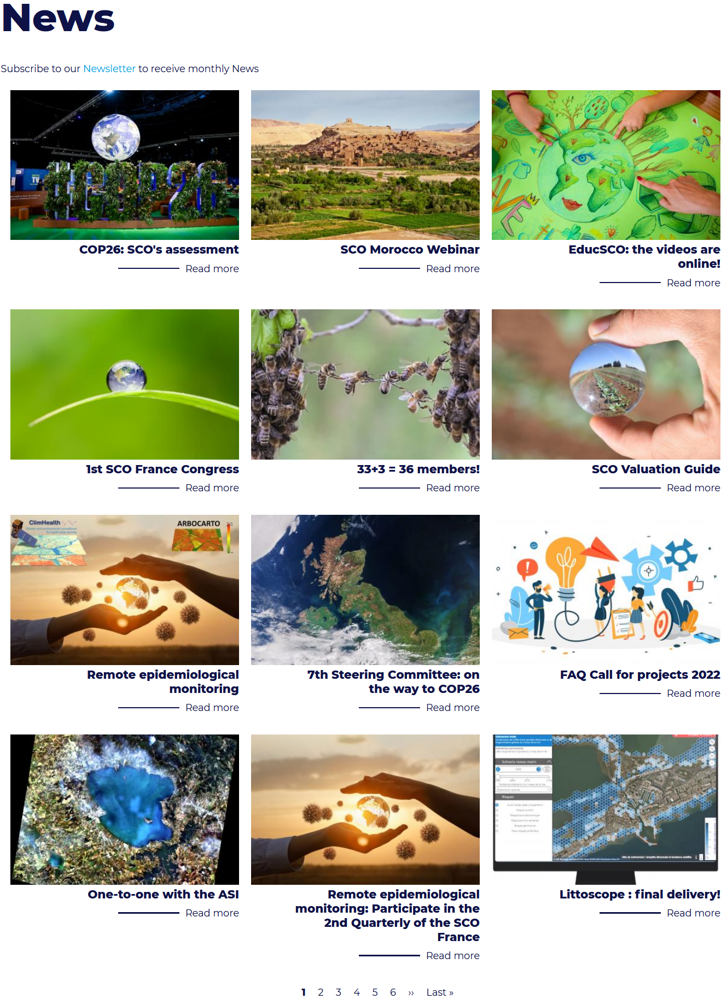 News
Subscribe to our Newsletter to receive monthly News
COP26: SCO's assessment
Read more
SCO Morocco Webinar
Read more
EducSCO: the videos are
online!
Read more
1st SCO France Congress
Read more
33+3 = 36 members!
Read more
SCO Valuation Guide
Read more
ClimHealth
ARBOCARTO
Remote epidemiological
monitoring
Read more
7th Steering Committee: on
the way to COP26
Read more
FAQ Call for projects 2022
Read more
One-to-one with the ASI
Read more
Remote epidemiological
monitoring: Participate in the
2nd Quarterly of the SCO
France
Read more
Scénario niveau marin
Risques
Littoscope : final delivery!
Read more
1 2 3 4 5 6 ›› Last »